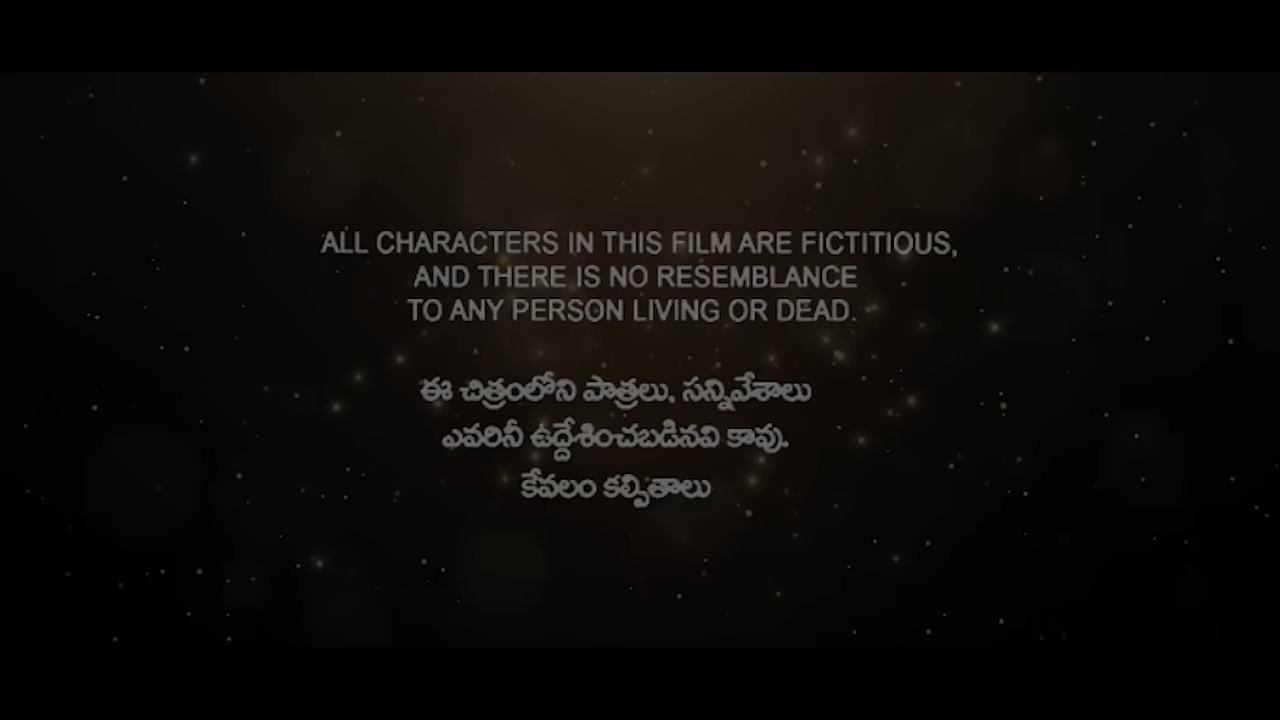 ALL CHARACTERS IN THIS FILM ARE FICTITIOUS,
AND THERE IS NO RESEMBLANCE
TO ANY PERSON LIVING OR DEAD.
ఈ చిత్రంలోని పాత్రలు, సన్నివేశాలు
ఎవరినీ ఉద్దేశించబడినవి కావు.
కేవలం కల్పితాలు